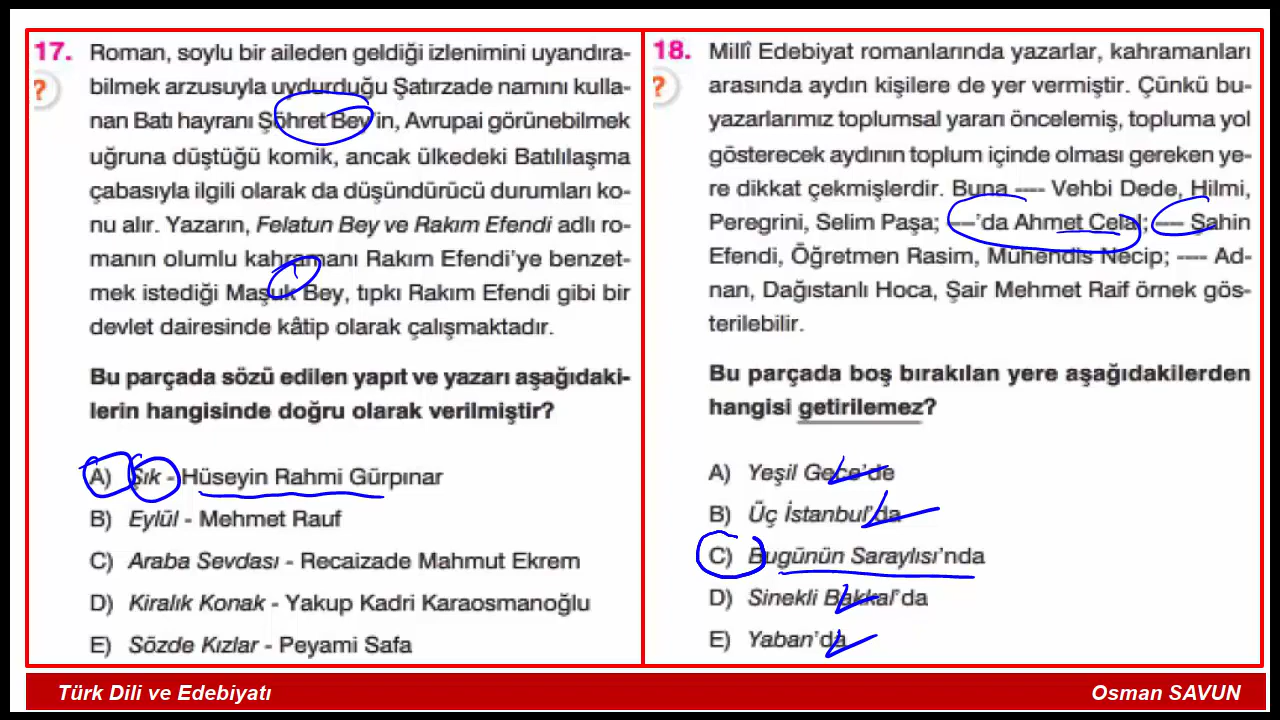 17.
Roman, soylu bir aileden geldiği izlenimini uyandıra-
bilmek arzusuyla uydurduğu Şatırzade namını kulla-
nan Batı hayranı Şöhret Bey'in, Avrupai görünebilmek
uğruna düştüğü komik, ancak ülkedeki Batılılaşma
çabasıyla ilgili olarak da düşündürücü durumları ko-
nu alır. Yazarın, Felatun Bey ve Rakım Efendi adlı ro-
manın olumlu kahramanı Rakım Efendi'ye benzet-
mek istediği Maşuk Bey, tıpkı Rakım Efendi gibi bir
devlet dairesinde kâtip olarak çalışmaktadır.
Bu parçada sözü edilen yapıt ve yazarı aşağıdaki-
lerin hangisinde doğru olarak verilmiştir?
A) Şık - Hüseyin Rahmi Gürpınar
B) Eylül - Mehmet Rauf
C) Araba Sevdası - Recaizade Mahmut Ekrem
D) Kiralık Konak - Yakup Kadri Karaosmanoğlu
E) Sözde Kızlar - Peyami Safa
18.
Millî Edebiyat romanlarında yazarlar, kahramanları
arasında aydın kişilere de yer vermiştir. Çünkü bu-
yazarlarımız toplumsal yararı öncelemiş, topluma yol
gösterecek aydının toplum içinde olması gereken ye-
re dikkat çekmişlerdir. Buna ---- Vehbi Dede, Hilmi,
Peregrini, Selim Paşa; ----'da Ahmet Celal; ---- Şahin
Efendi, Öğretmen Rasim, Mühendis Necip; ---- Ad-
nan, Dağıstanlı Hoca, Şair Mehmet Raif örnek gös-
terilebilir.
Bu parçada boş bırakılan yere aşağıdakilerden
hangisi getirilemez?
A) Yeşil Gece'de
B) Üç İstanbul'da
C) Bugünün Saraylısı'nda
D) Sinekli Bakkal'da
E) Yaban'da
?
?
Türk Dili ve Edebiyatı
Osman SAVUN